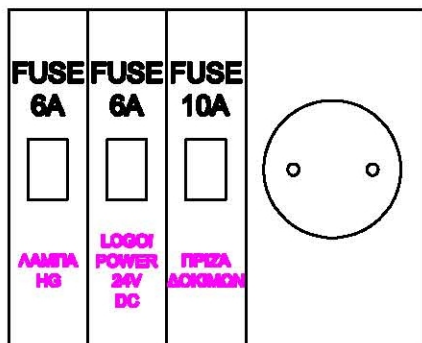 FUSE
6A
ΛΑΜΠΑ
HG
FUSE
6A
LOGO!
POWER
24V
DC
FUSE
10A
ΠΡΙΖΑ
ΔΟΚΙΜΩΝ